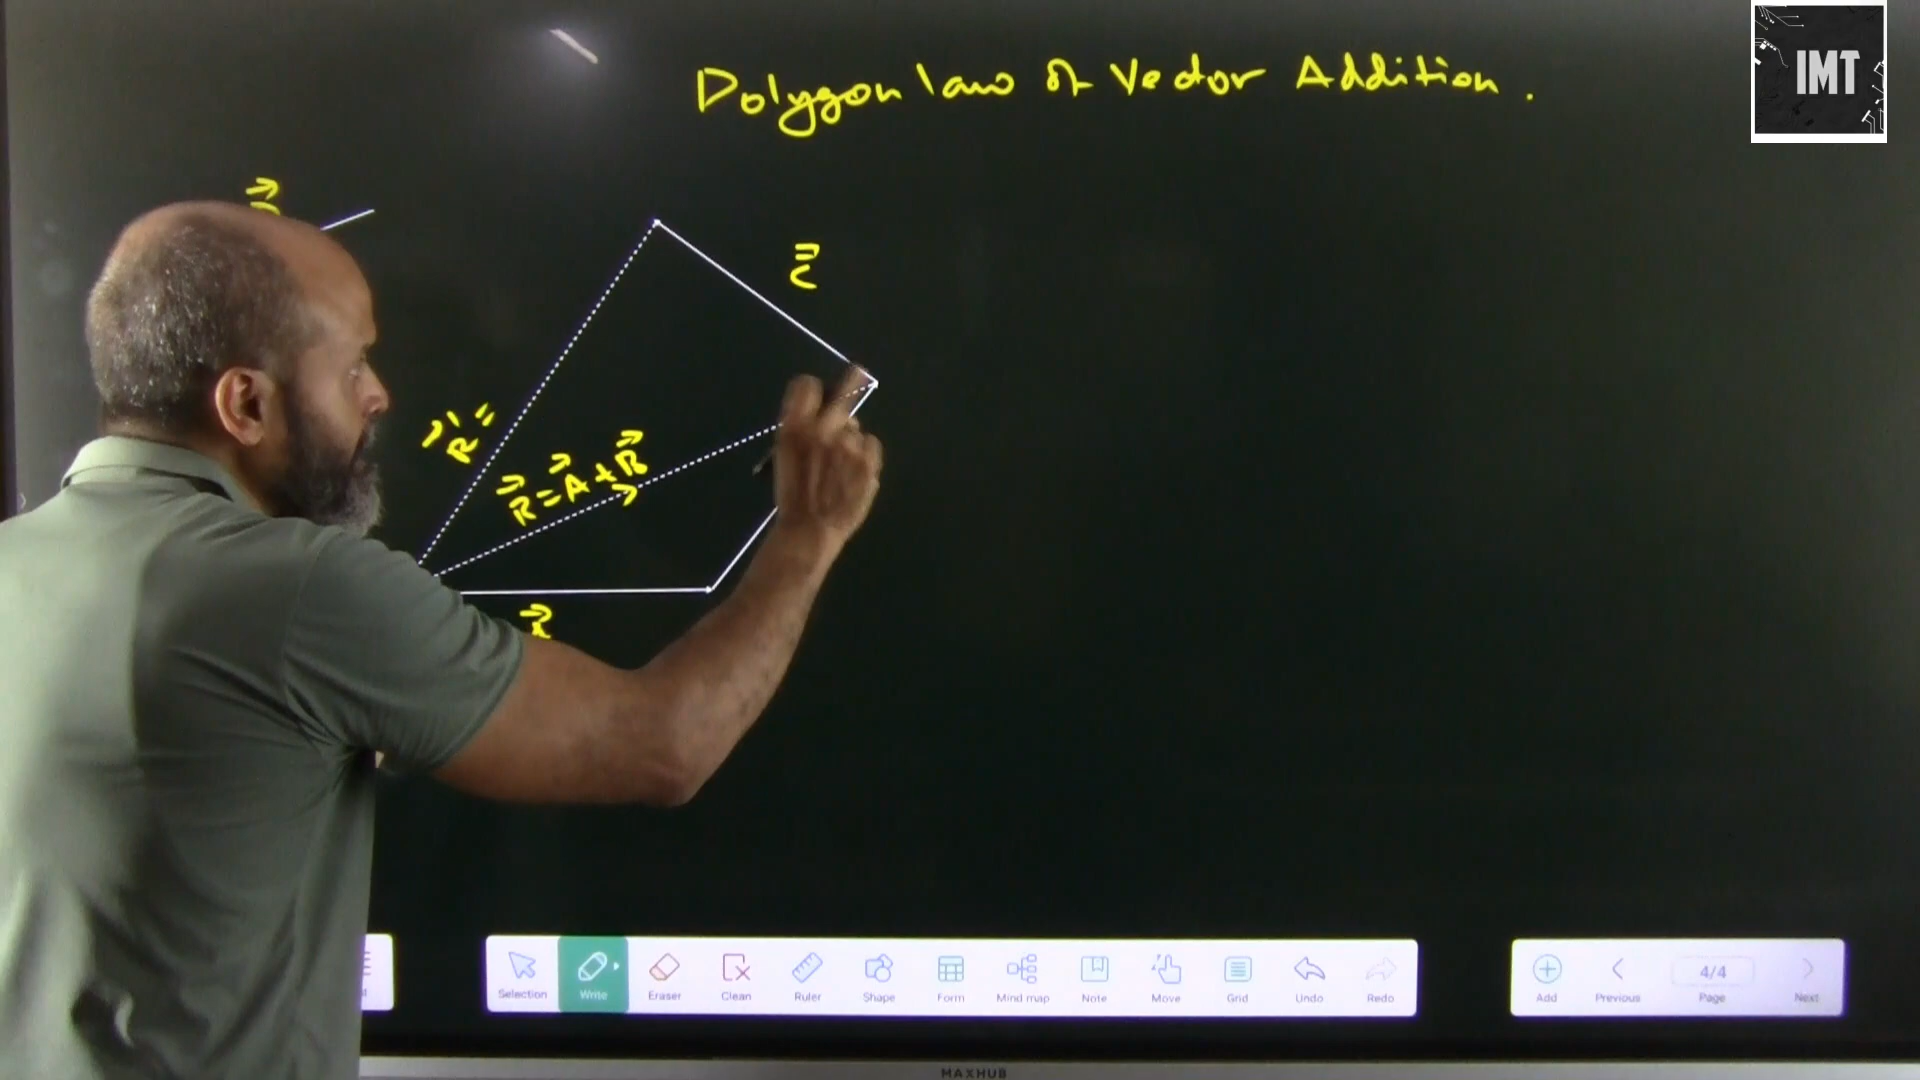 Polygon law of Vector Addition.
IMT
C
R' =
R = A + B
Selection
Write
Eraser
Clean
Ruler
Shape
Form
Mind map
Note
Move
Grid
Undo
Redo
Add
Previous
4/4
Page
Next
MAXHUB